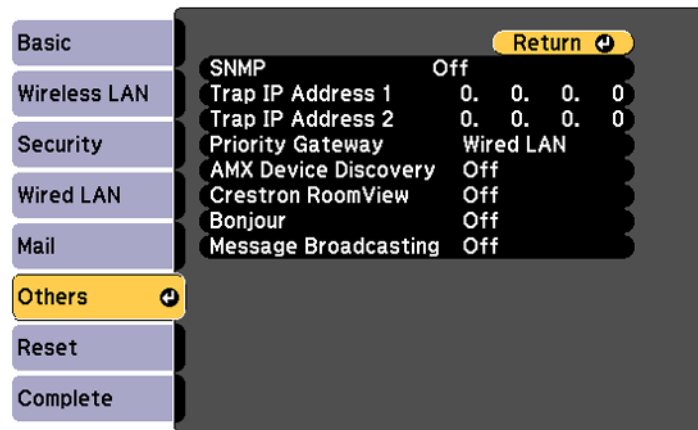 Basic
Wireless LAN
Security
Wired LAN
Mail
Others
Reset
Complete
Return
SNMP Off
Trap IP Address 1 0. 0. 0. 0
Trap IP Address 2 0. 0. 0. 0
Priority Gateway Wired LAN
AMX Device Discovery Off
Crestron RoomView Off
Bonjour Off
Message Broadcasting Off